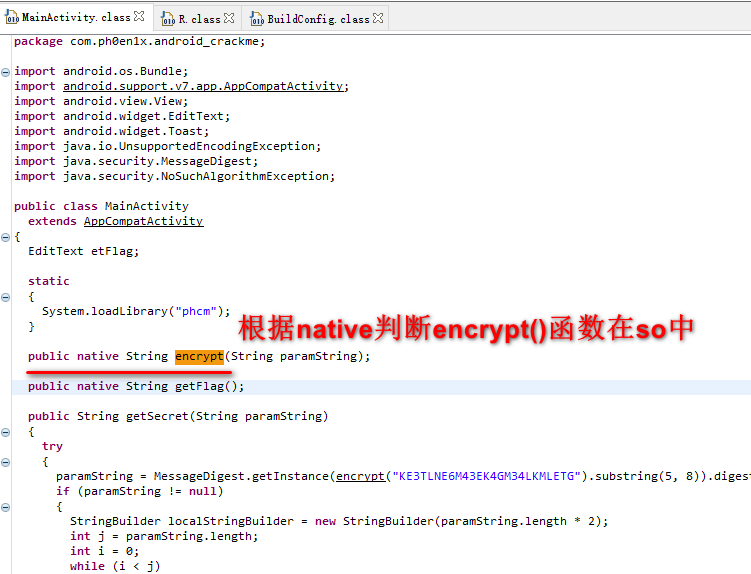 MainActivity.class R.class BuildConfig.class
package com.ph0en1x.android_crackme;
import android.os.Bundle;
import android.support.v7.app.AppCompatActivity;
import android.view.View;
import android.widget.EditText;
import android.widget.Toast;
import java.io.UnsupportedEncodingException;
import java.security.MessageDigest;
import java.security.NoSuchAlgorithmException;
public class MainActivity
extends AppCompatActivity
{
EditText etFlag;
static
{
System.loadLibrary("phcm");
}
根据native判断encrypt()函数在so中
public native String encrypt(String paramString);
public native String getFlag();
public String getSecret(String paramString)
{
try
{
paramString = MessageDigest.getInstance(encrypt("KE3TLNE6M43EK4GM34LKMLETG").substring(5, 8)).diges
if (paramString != null)
{
StringBuilder localStringBuilder = new StringBuilder(paramString.length * 2);
int j = paramString.length;
int i = 0;
while (i < j)